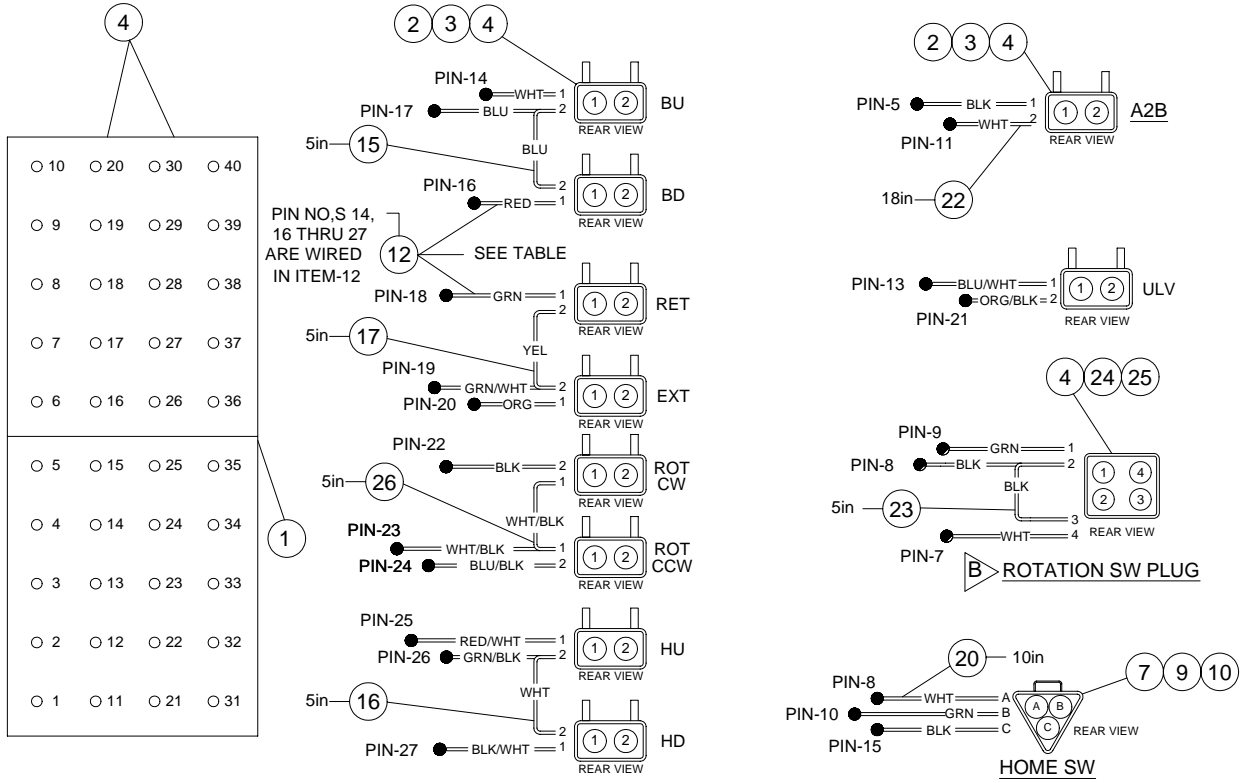 4
10 20 30 40
9 19 29 39
8 18 28 38
7 17 27 37
6 16 26 36
5 15 25 35
4 14 24 34
3 13 23 33
2 12 22 32
1 11 21 31
1
2 3 4
PIN-14 WHT 1
PIN-17 BLU 2
1 2
BU
REAR VIEW
5in 15
BLU
2
PIN-16 RED 1
1 2
BD
REAR VIEW
PIN NO,S 14,
16 THRU 27
ARE WIRED
IN ITEM-12
12
SEE TABLE
PIN-18 GRN 1
2
1 2
RET
REAR VIEW
5in 17
YEL
PIN-19 GRN/WHT 2
PIN-20 ORG 1
1 2
EXT
REAR VIEW
PIN-22 BLK 2
1
1 2
ROT
CW
REAR VIEW
5in 26
WHT/BLK
PIN-23 WHT/BLK 1
PIN-24 BLU/BLK 2
1 2
ROT
CCW
REAR VIEW
PIN-25 RED/WHT 1
PIN-26 GRN/BLK 2
1 2
HU
REAR VIEW
5in 16
WHT
2
PIN-27 BLK/WHT 1
1 2
HD
REAR VIEW
2 3 4
PIN-5 BLK 1
PIN-11 WHT 2
1 2
A2B
REAR VIEW
18in 22
PIN-13 BLU/WHT 1
PIN-21 ORG/BLK 2
1 2
ULV
REAR VIEW
4 24 25
PIN-9 GRN 1
PIN-8 BLK 2
BLK
5in 23
3
PIN-7 WHT 4
1 4
2 3
REAR VIEW
B ROTATION SW PLUG
20 10in
7 9 10
PIN-8 WHT A
PIN-10 GRN B
PIN-15 BLK C
A B
C
REAR VIEW
HOME SW